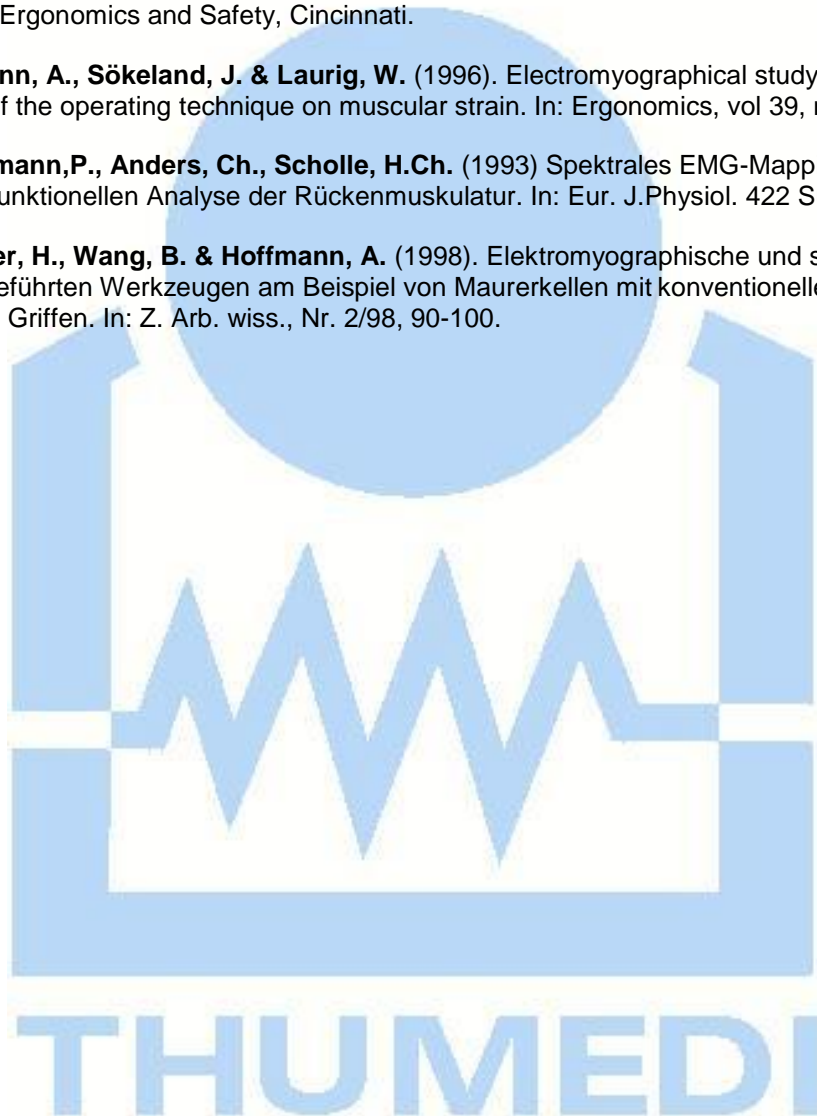 Ergonomics and Safety, Cincinnati.
nn, A., Sökeland, J. & Laurig, W. (1996). Electromyographical study
f the operating technique on muscular strain. In: Ergonomics, vol 39,
mann,P., Anders, Ch., Scholle, H.Ch. (1993) Spektrales EMG-Mapp
unktionellen Analyse der Rückenmuskulatur. In: Eur. J.Physiol. 422 S
er, H., Wang, B. & Hoffmann, A. (1998). Elektromyographische und s
eführten Werkzeugen am Beispiel von Maurerkellen mit konventionelle
Griffen. In: Z. Arb. wiss., Nr. 2/98, 90-100.
THUMEDI